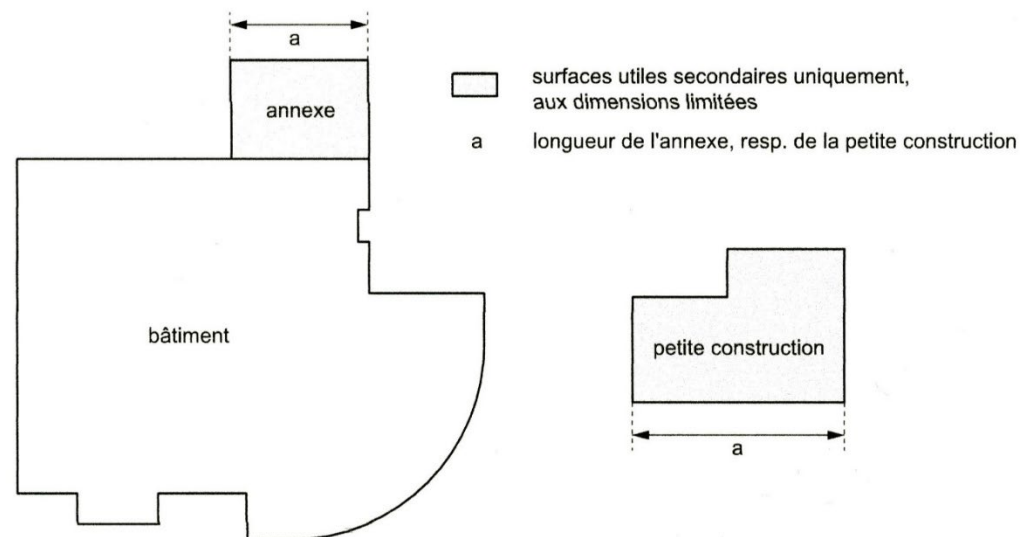 a
annexe
surfaces utiles secondaires uniquement,
aux dimensions limitées
a longueur de l'annexe, resp. de la petite construction
bâtiment
petite construction
a